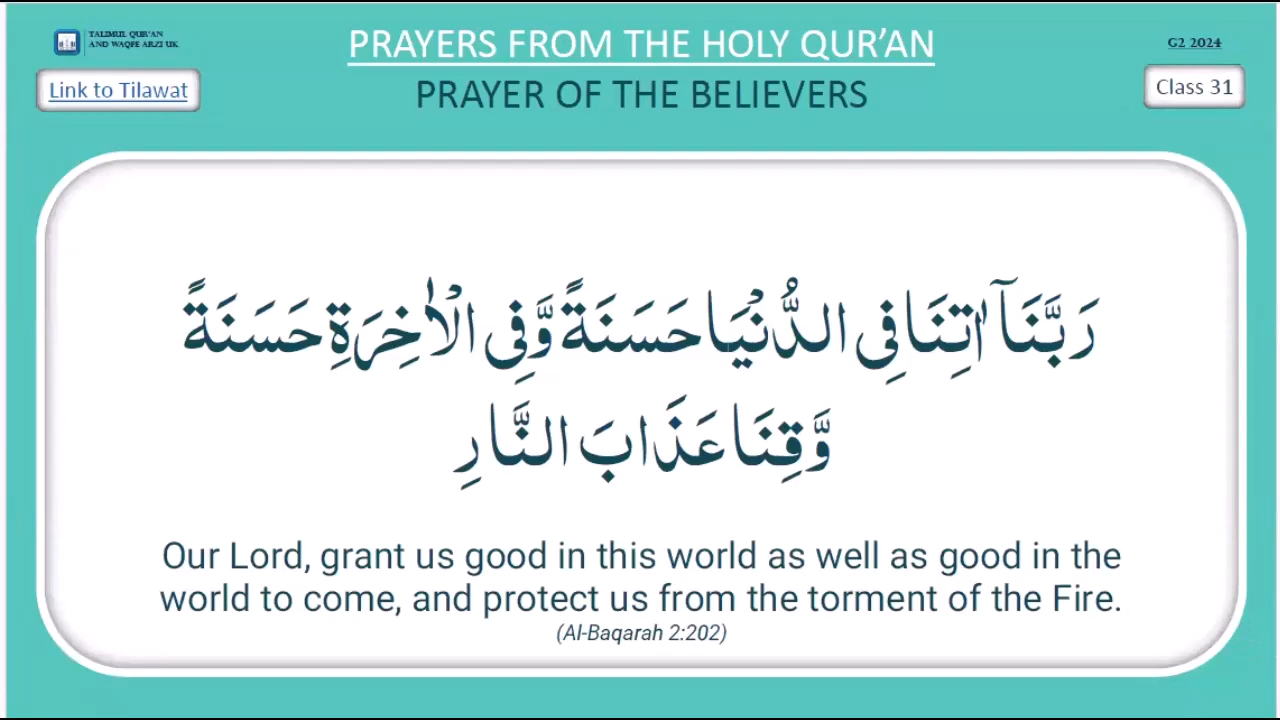 TALIMUL QUR'AN
AND WAQFE ARZI UK
PRAYERS FROM THE HOLY QUR’AN
G2 2024
Link to Tilawat
PRAYER OF THE BELIEVERS
Class 31
رَبَّنَاۤ اٰتِنَا فِی الدُّنۡیَا حَسَنَةً وَّفِی الۡاٰخِرَةِ حَسَنَةً
وَّقِنَا عَذَابَ النَّارِ
Our Lord, grant us good in this world as well as good in the
world to come, and protect us from the torment of the Fire.
(Al-Baqarah 2:202)